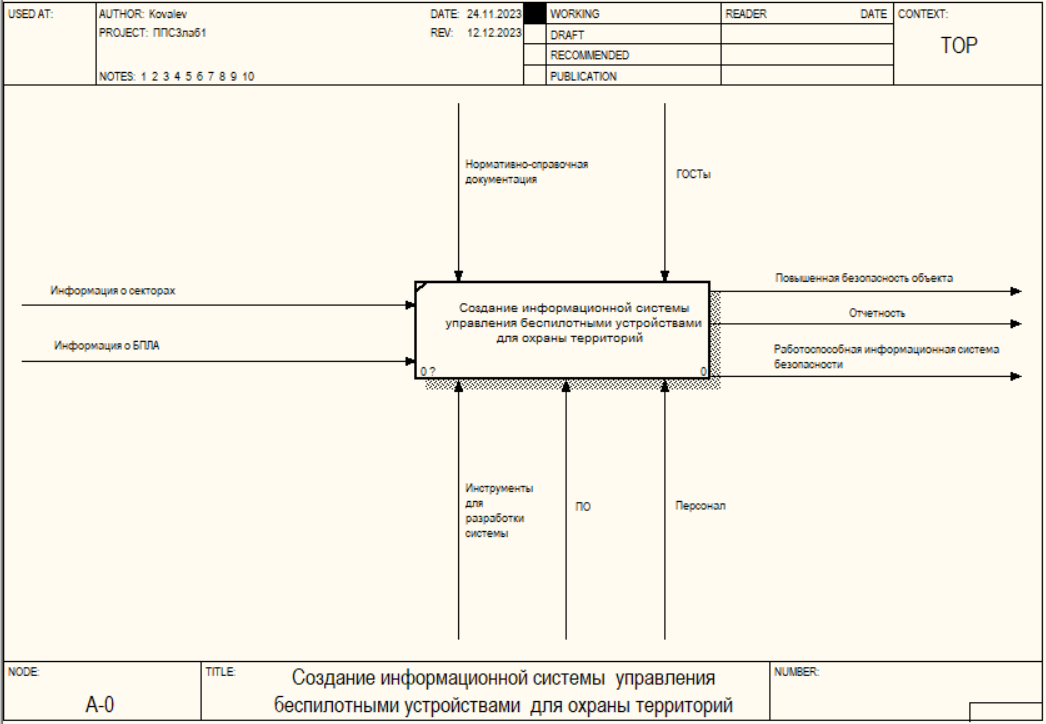 USED AT:
AUTHOR: Kovalev
DATE: 24.11.2023
WORKING
READER
DATE
CONTEXT:
PROJECT: ППСЗлаб1
REV: 12.12.2023
DRAFT
TOP
RECOMMENDED
NOTES: 1 2 3 4 5 6 7 8 9 10
PUBLICATION
Нормативно-справочная
документация
ГОСТы
Информация о секторах
Информация о БПЛА
Создание информационной системы
управления беспилотными устройствами
для охраны территорий
0 ?
0
Повышенная безопасность объекта
Отчетность
Работоспособная информационная система
безопасности
Инструменты
для
разработки
системы
ПО
Персонал
NODE:
A-0
TITLE:
Создание информационной системы управления
беспилотными устройствами для охраны территорий
NUMBER: